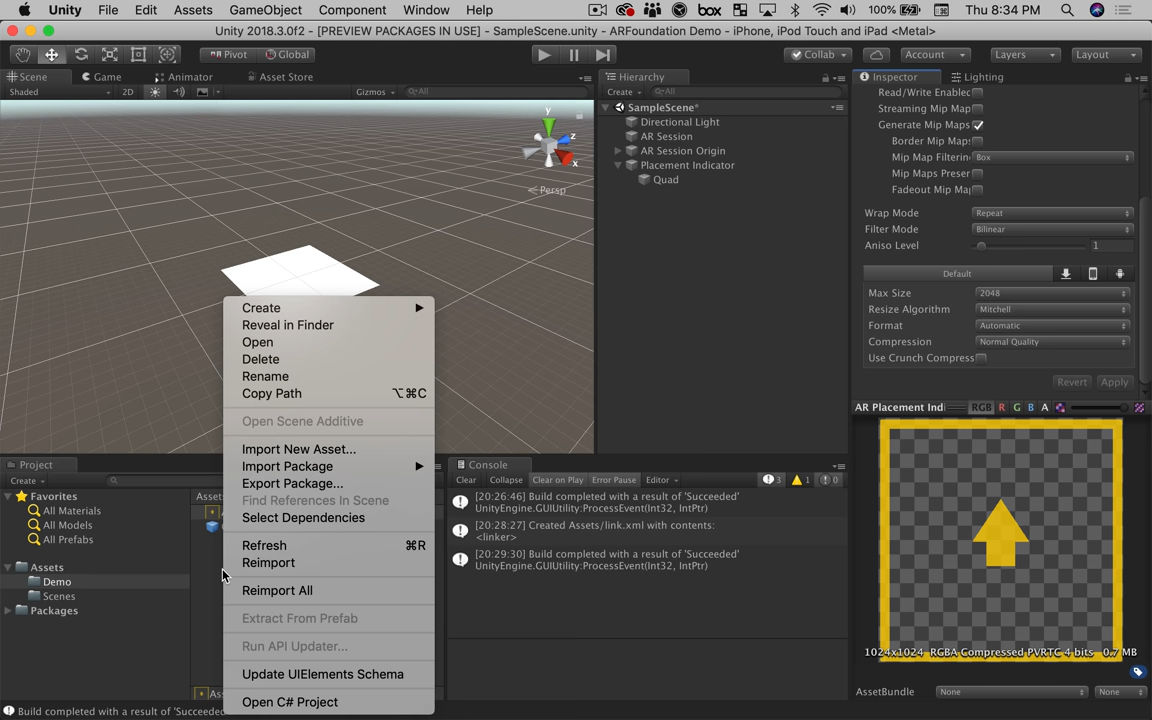 Unity File Edit Assets GameObject Component Window Help box 100% Thu 8:34 PM
Unity 2018.3.0f2 - [PREVIEW PACKAGES IN USE] - SampleScene.unity - ARFoundation Demo - iPhone, iPod Touch and iPad <Metal>
Pivot Global Collab Account Layers Layout
Scene Game Animator Asset Store
Shaded 2D Gizmos All
y
z
x
Persp
Hierarchy
Create All
SampleScene*
Directional Light
AR Session
AR Session Origin
Placement Indicator
Quad
Inspector Lighting
Read/Write Enabled
Streaming Mip Map
Generate Mip Maps
Border Mip Maps
Mip Map Filterin Box
Mip Maps Preser
Fadeout Mip Ma
Wrap Mode Repeat
Filter Mode Bilinear
Aniso Level 1
Default
Max Size 2048
Resize Algorithm Mitchell
Format Automatic
Compression Normal Quality
Use Crunch Compress
Revert Apply
AR Placement Ind RGB R G B A
1024x1024 RGBA Compressed PVRTC 4 bits 0.7 MB
AssetBundle None None
Create
Reveal in Finder
Open
Delete
Rename
Copy Path ⌥⌘C
Open Scene Additive
Import New Asset...
Import Package
Export Package...
Find References In Scene
Select Dependencies
Refresh ⌘R
Reimport
Reimport All
Extract From Prefab
Run API Updater...
Update UIElements Schema
Open C# Project
Project
Create
Favorites
All Materials
All Models
All Prefabs
Assets
Demo
Scenes
Packages
Assets
Ass
Console
Clear Collapse Clear on Play Error Pause Editor 3 1 0
[20:26:46] Build completed with a result of 'Succeeded'
UnityEngine.GUIUtility:ProcessEvent(Int32, IntPtr)
[20:28:27] Created Assets/link.xml with contents:
<linker>
[20:29:30] Build completed with a result of 'Succeeded'
UnityEngine.GUIUtility:ProcessEvent(Int32, IntPtr)
Build completed with a result of 'Succeede